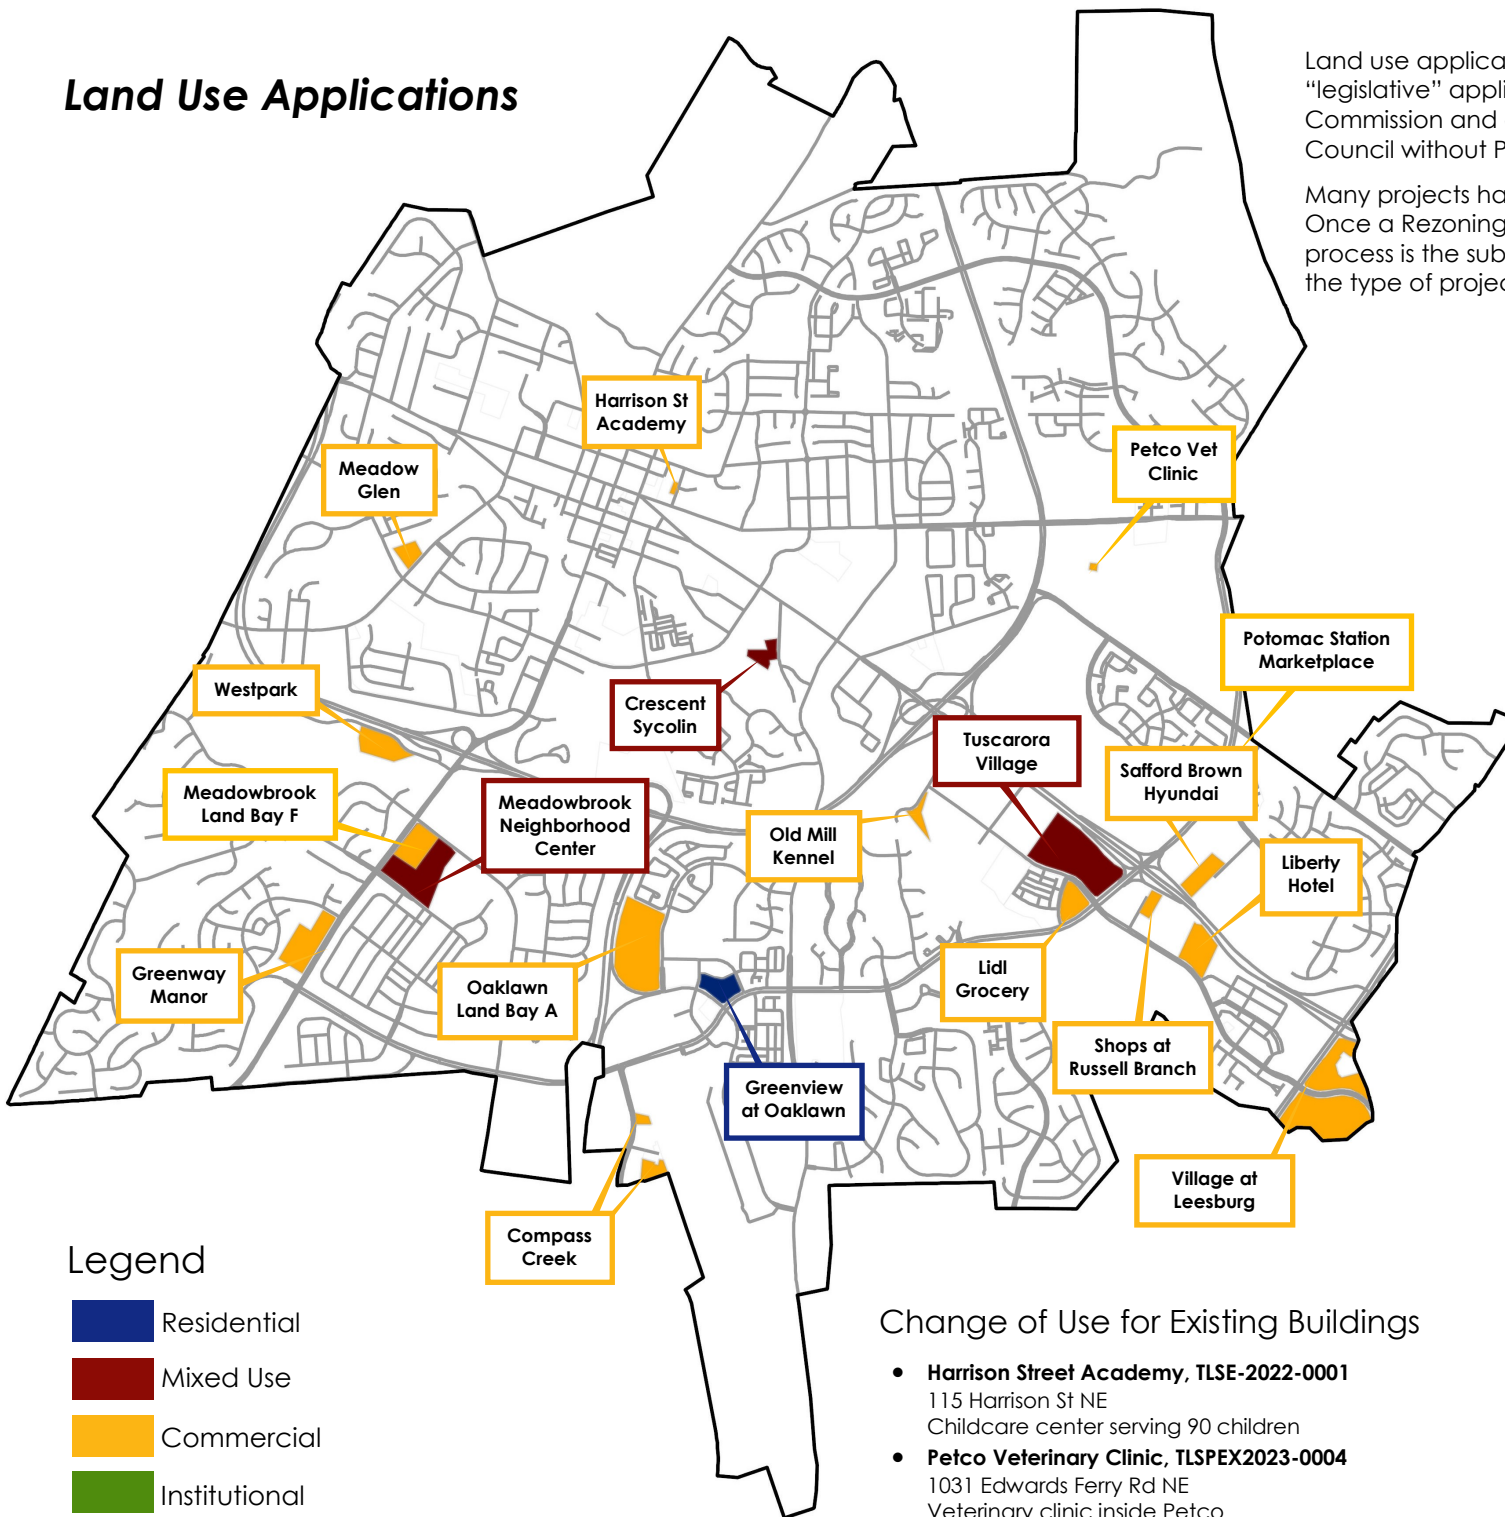 Land Use Applications
Land use applica
“legislative” appli
Commission and
Council without P
Many projects ha
Once a Rezoning
process is the sub
the type of projec
Harrison St
Academy
Meadow
Glen
Petco Vet
Clinic
Potomac Station
Marketplace
Westpark
Crescent
Sycolin
Tuscarora
Village
Safford Brown
Hyundai
Meadowbrook
Land Bay F
Meadowbrook
Neighborhood
Center
Old Mill
Kennel
Liberty
Hotel
Greenway
Manor
Oaklawn
Land Bay A
Lidl
Grocery
Shops at
Russell Branch
Greenview
at Oaklawn
Village at
Leesburg
Compass
Creek
Legend
Residential
Mixed Use
Commercial
Institutional
Change of Use for Existing Buildings
• Harrison Street Academy, TLSE-2022-0001
115 Harrison St NE
Childcare center serving 90 children
• Petco Veterinary Clinic, TLSPEX2023-0004
1031 Edwards Ferry Rd NE
Veterinary clinic inside Petco